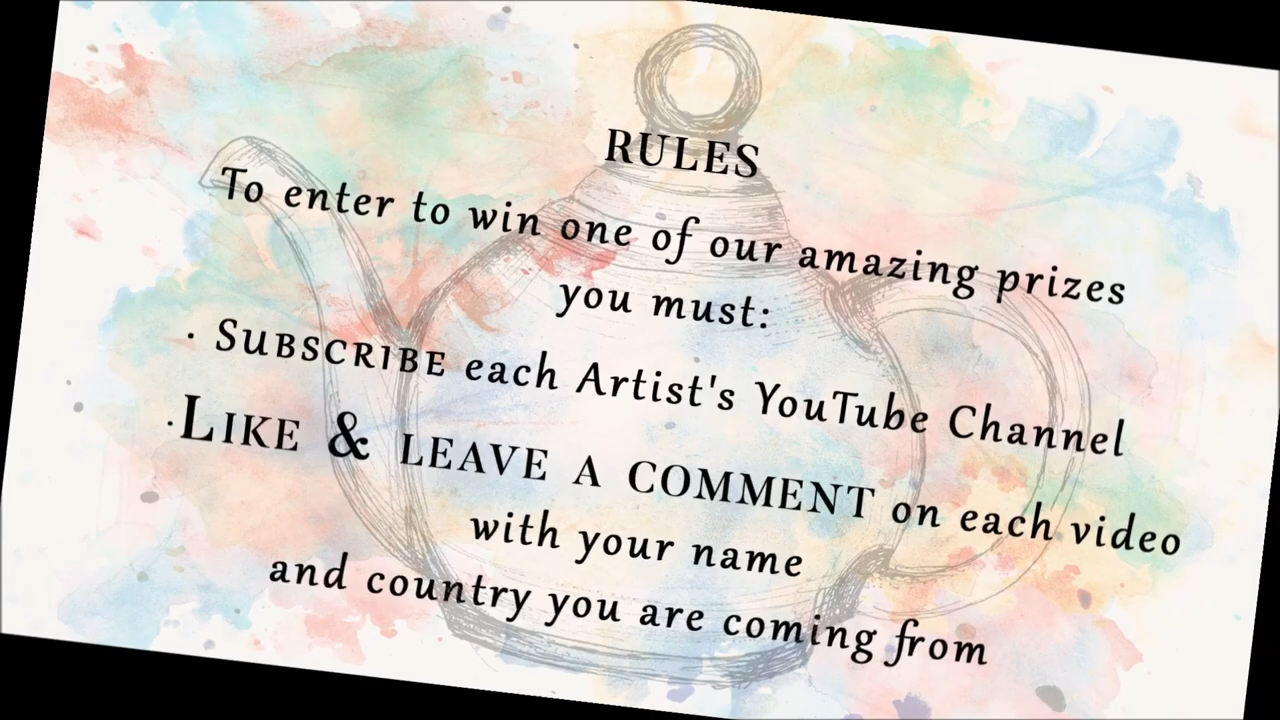 RULES
To enter to win one of our amazing prizes
you must:
· SUBSCRIBE each Artist's YouTube Channel
·LIKE & LEAVE A COMMENT on each video
with your name
and country you are coming from